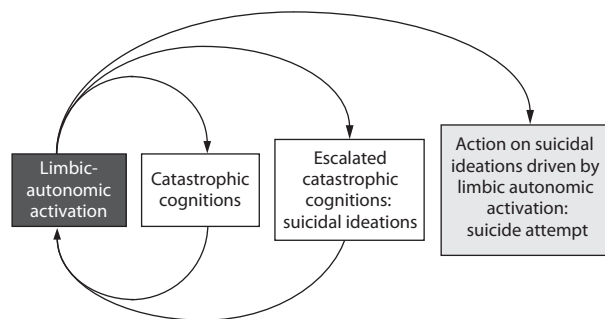 Limbic-
autonomic
activation
Catastrophic
cognitions
Escalated
catastrophic
cognitions:
suicidal ideations
Action on suicidal
ideations driven by
limbic autonomic
activation:
suicide attempt